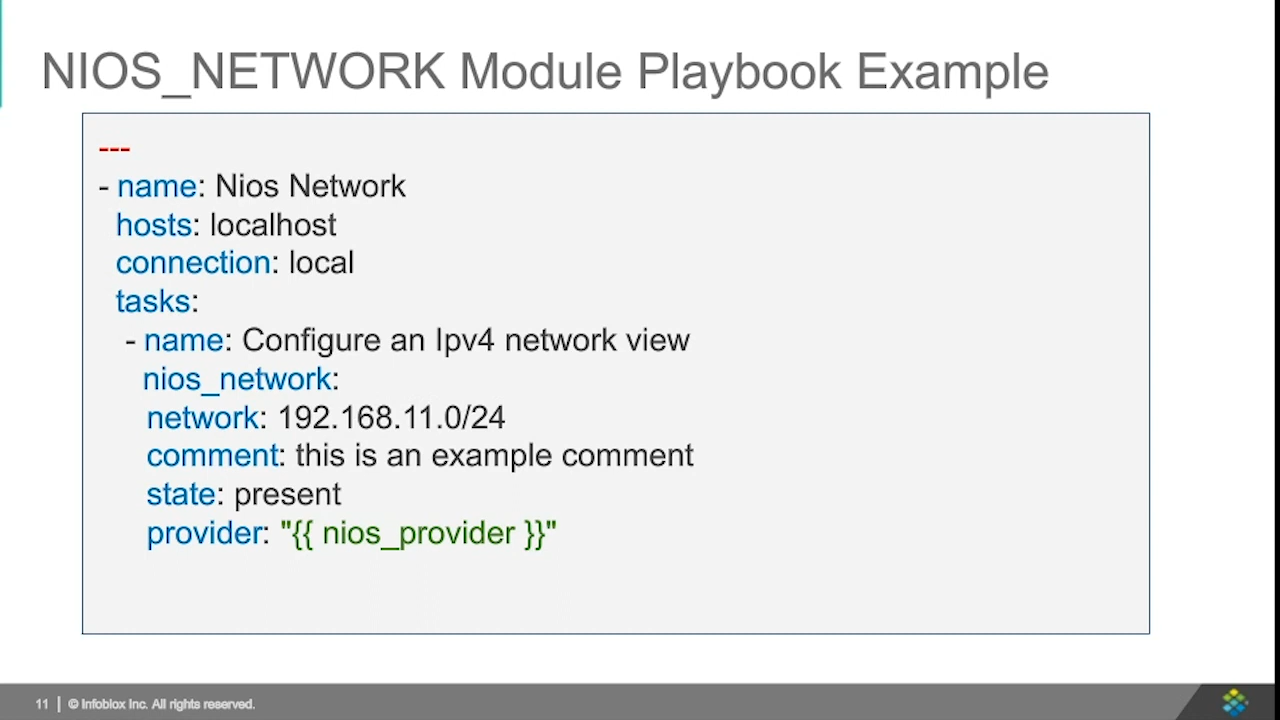 NIOS_NETWORK Module Playbook Example
---
- name: Nios Network
hosts: localhost
connection: local
tasks:
- name: Configure an Ipv4 network view
nios_network:
network: 192.168.11.0/24
comment: this is an example comment
state: present
provider: "{{ nios_provider }}"
11 | © Infoblox Inc. All rights reserved.